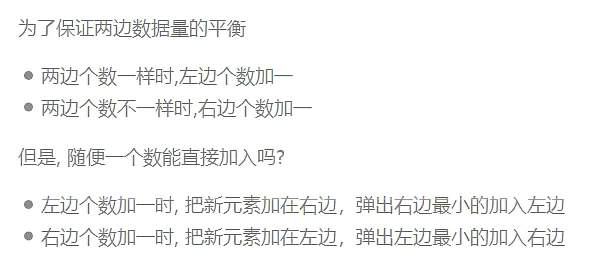 为了保证两边数据量的平衡
两边个数一样时,左边个数加一
两边个数不一样时,右边个数加一
但是, 随便一个数能直接加入吗?
左边个数加一时, 把新元素加在右边，弹出右边最小的加入左边
右边个数加一时, 把新元素加在左边，弹出左边最小的加入右边